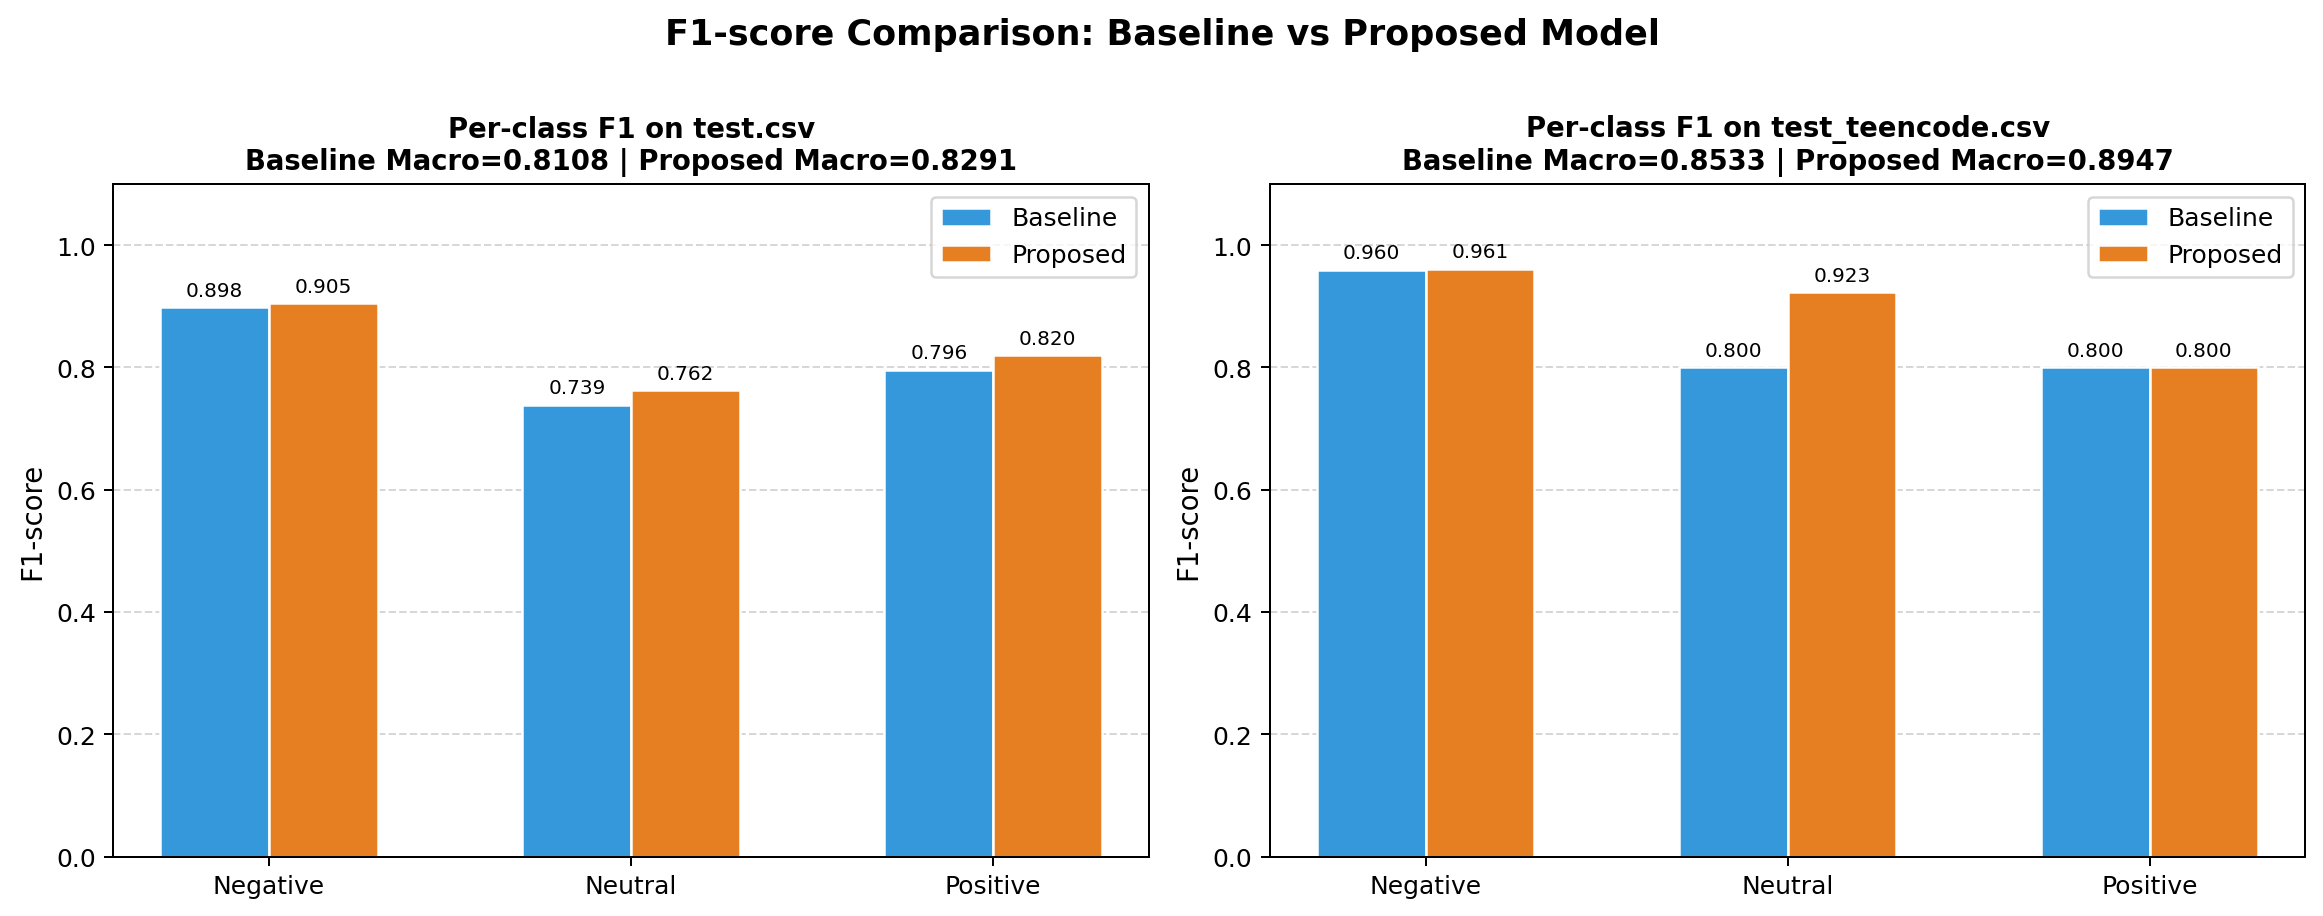 F1-score Comparison: Baseline vs Proposed Model
Per-class F1 on test.csv
Baseline Macro=0.8108 | Proposed Macro=0.8291
Baseline
Proposed
F1-score
1.0
0.8
0.6
0.4
0.2
0.0
0.898
0.905
0.739
0.762
0.796
0.820
Negative
Neutral
Positive
Per-class F1 on test_teencode.csv
Baseline Macro=0.8533 | Proposed Macro=0.8947
Baseline
Proposed
F1-score
1.0
0.8
0.6
0.4
0.2
0.0
0.960
0.961
0.800
0.923
0.800
0.800
Negative
Neutral
Positive